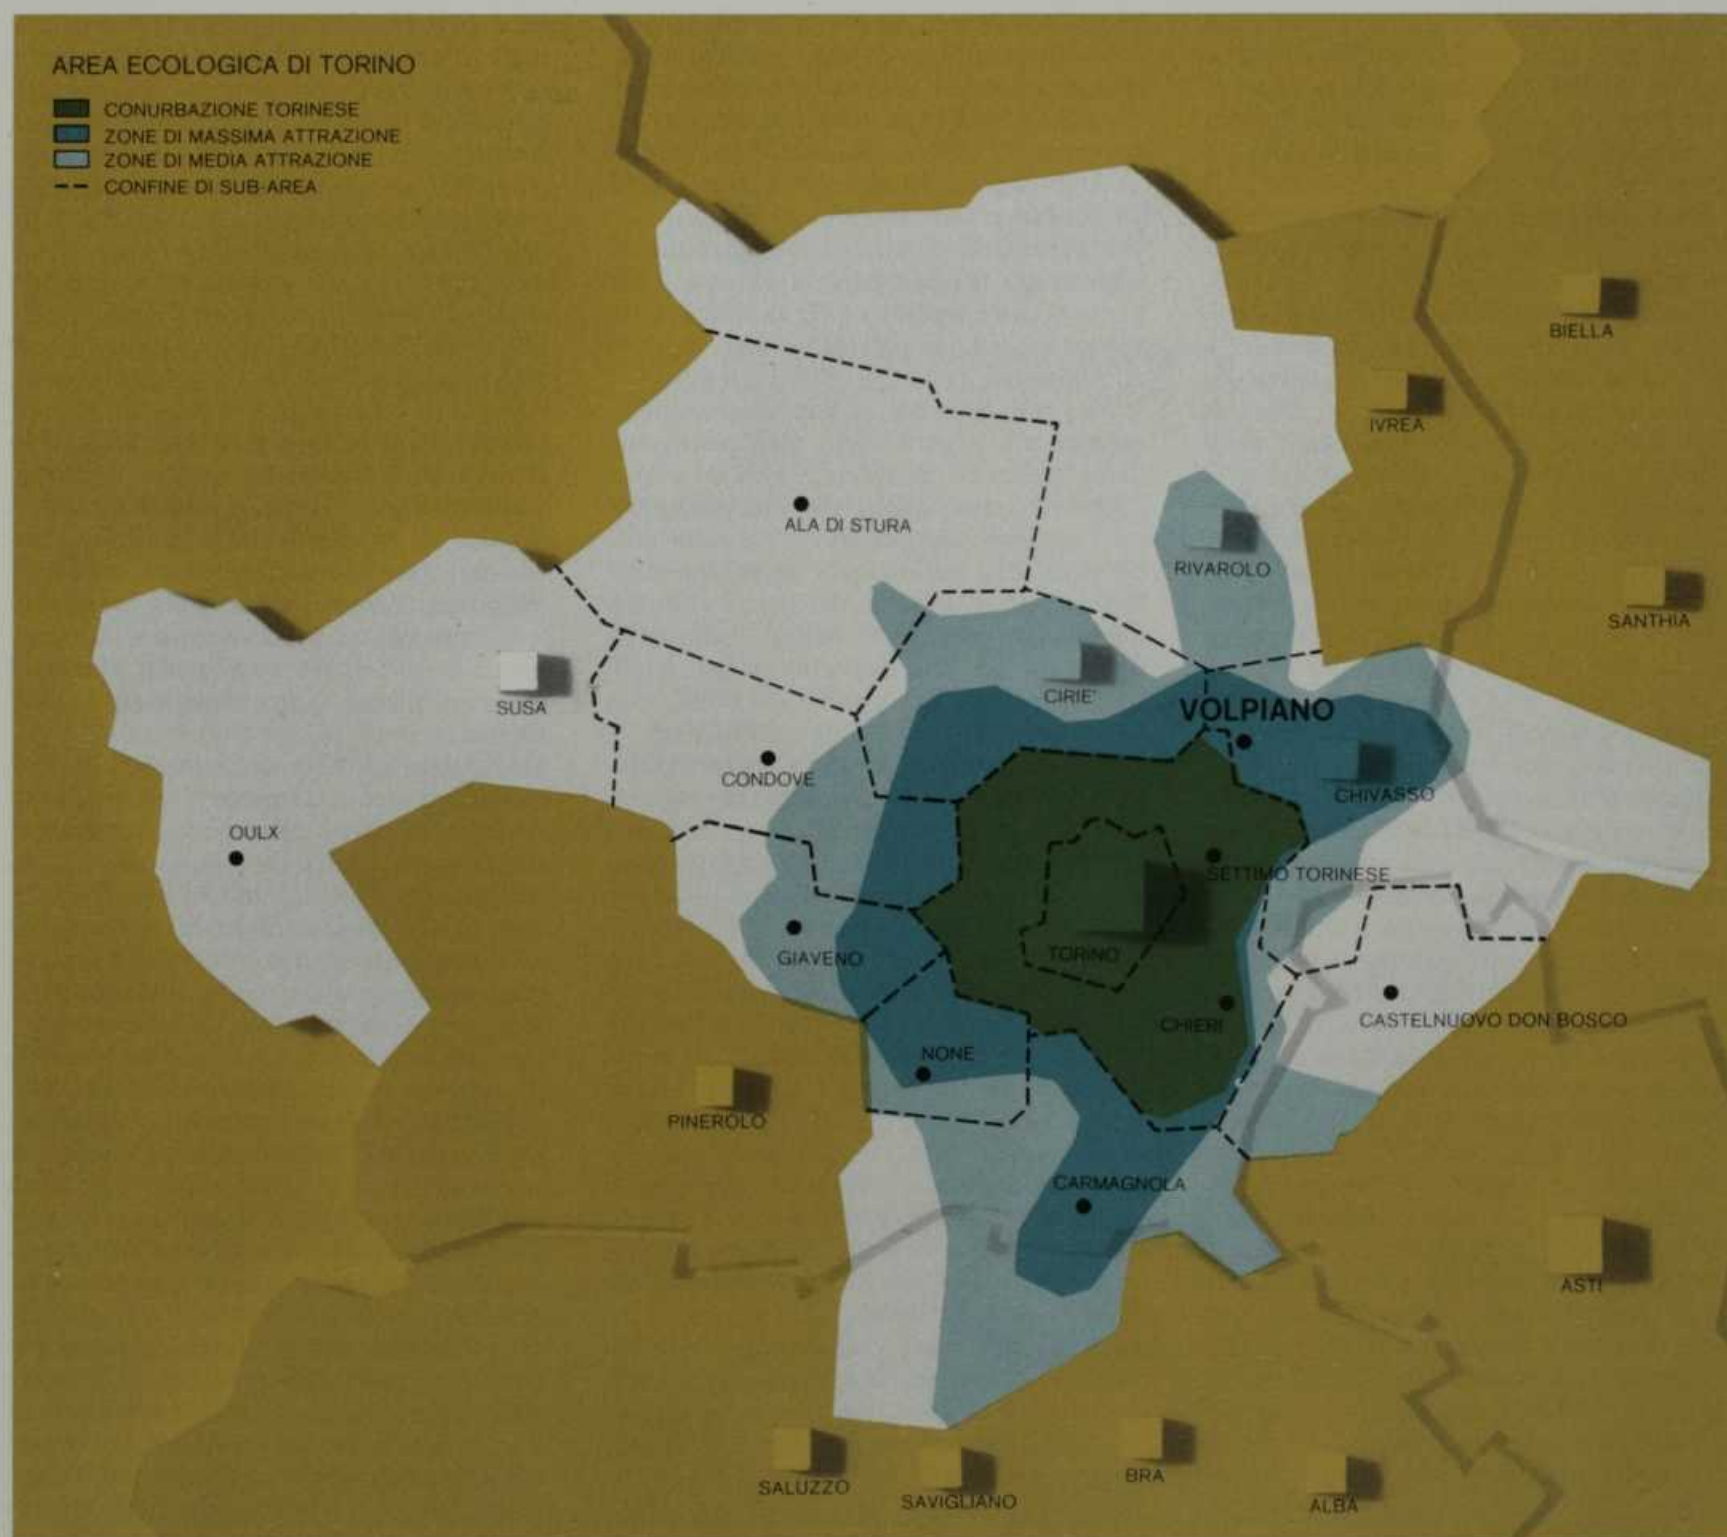 AREA ECOLOGICA DI TORINO
CONURBAZIONE TORINESE
ZONE DI MASSIMA ATTRAZIONE
ZONE DI MEDIA ATTRAZIONE
CONFINE DI SUB-AREA
BIELLA
IVREA
ALA DI STURA
RIVAROLO
SANTHIA
SUSA
CIRIE'
VOLPIANO
CONDOVE
CHIVASSO
OULX
SETTIMO TORINESE
GIAVENO
TORINO
CHIERI
CASTELNUOVO DON BOSCO
NONE
PINEROLO
CARMAGNOLA
ASTI
SALUZZO
SAVIGLIANO
BRA
ALBA